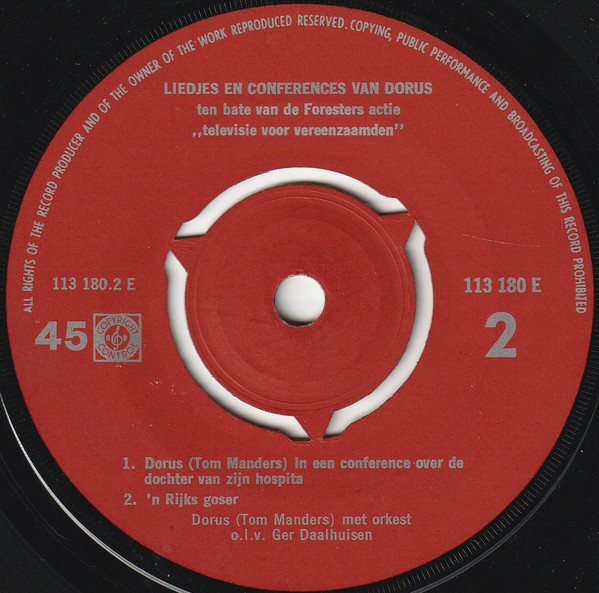 ALL RIGHTS OF THE RECORD PRODUCER AND OF THE OWNER OF THE WORK REPRODUCED RESERVED. COPYING, PUBLIC PERFORMANCE AND BROADCASTING OF THIS RECORD PROHIBITED
LIEDJES EN CONFERENCES VAN DORUS
ten bate van de Foresters actie
,,televisie voor vereenzaamden"
113 180.2 E
113 180 E
45
COPYRIGHT
CONTROL
2
1. Dorus (Tom Manders) in een conference over de
dochter van zijn hospita
2. 'n Rijks goser
Dorus (Tom Manders) met orkest
o.l.v. Ger Daalhuisen